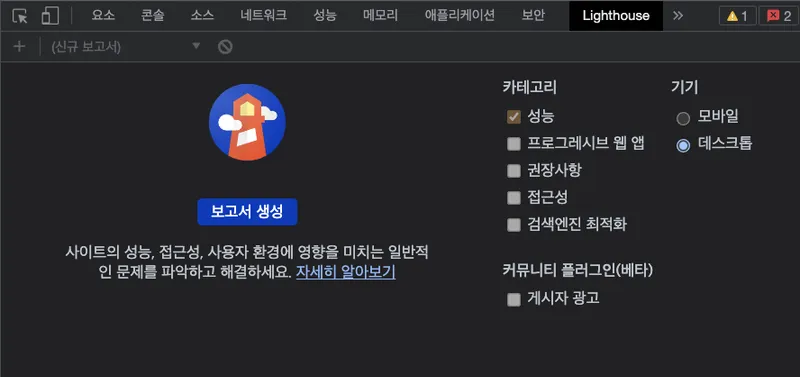 요소 콘솔 소스 네트워크 성능 메모리 애플리케이션 보안 Lighthouse » 1 2
+ (신규 보고서)
카테고리 기기
성능 모바일
프로그레시브 웹 앱 데스크톱
권장사항
접근성
검색엔진 최적화
보고서 생성
사이트의 성능, 접근성, 사용자 환경에 영향을 미치는 일반적
인 문제를 파악하고 해결하세요. 자세히 알아보기
커뮤니티 플러그인(베타)
게시자 광고